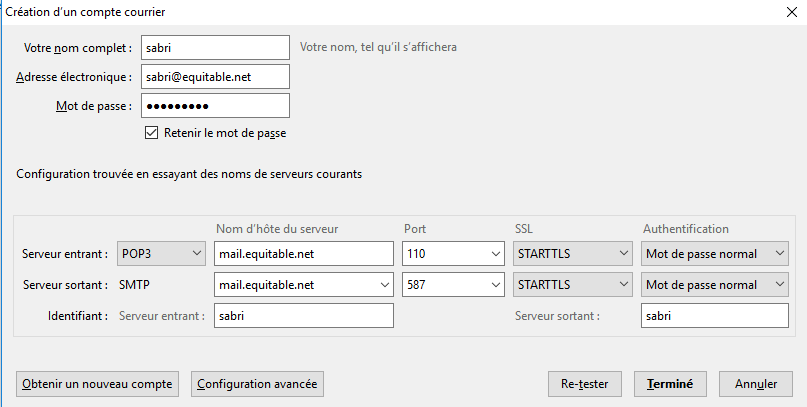 Création d'un compte courrier
Votre nom complet : sabri Votre nom, tel qu'il s'affichera
Adresse électronique : sabri@equitable.net
Mot de passe : ●●●●●●●●●
Retenir le mot de passe
Configuration trouvée en essayant des noms de serveurs courants
Nom d'hôte du serveur Port SSL Authentification
Serveur entrant : POP3 mail.equitable.net 110 STARTTLS Mot de passe normal
Serveur sortant : SMTP mail.equitable.net 587 STARTTLS Mot de passe normal
Identifiant : Serveur entrant : sabri Serveur sortant : sabri
Obtenir un nouveau compte Configuration avancée Re-tester Terminé Annuler